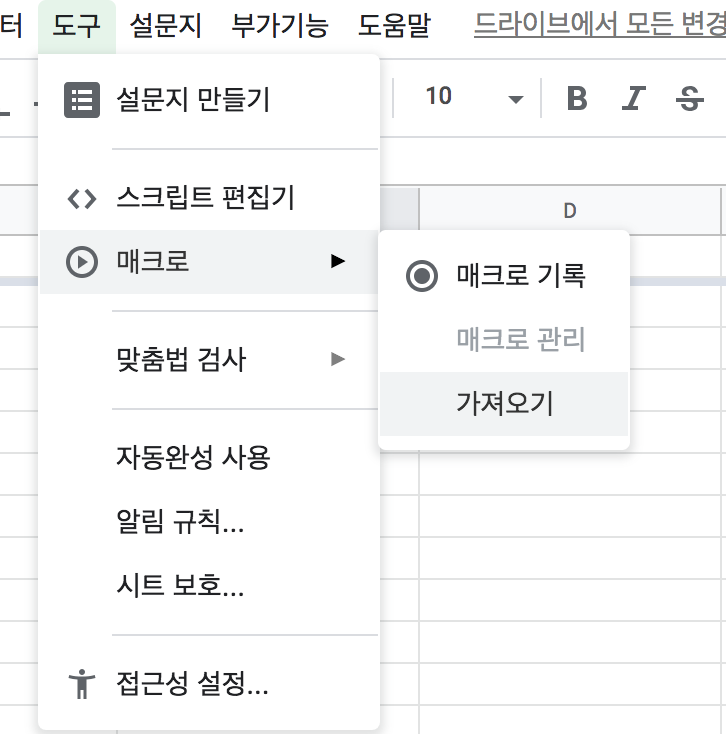 터 도구 설문지 부가기능 도움말 드라이브에서 모든 변경
설문지 만들기
10 B I S
스크립트 편집기
D
매크로 ►
매크로 기록
매크로 관리
가져오기
맞춤법 검사 ►
자동완성 사용
알림 규칙...
시트 보호...
접근성 설정...